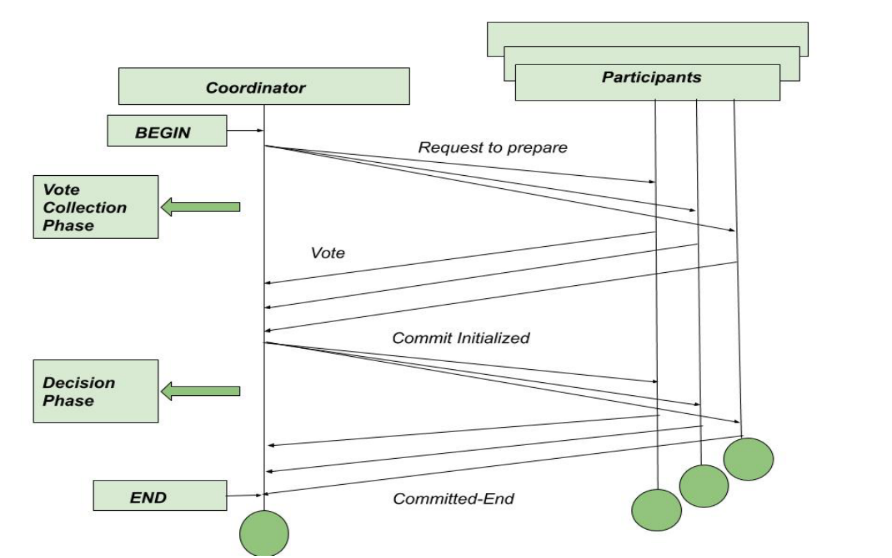 Participants
Coordinator
BEGIN
Request to prepare
Vote
Collection
Phase
Vote
Commit Initialized
Decision
Phase
END
Committed-End